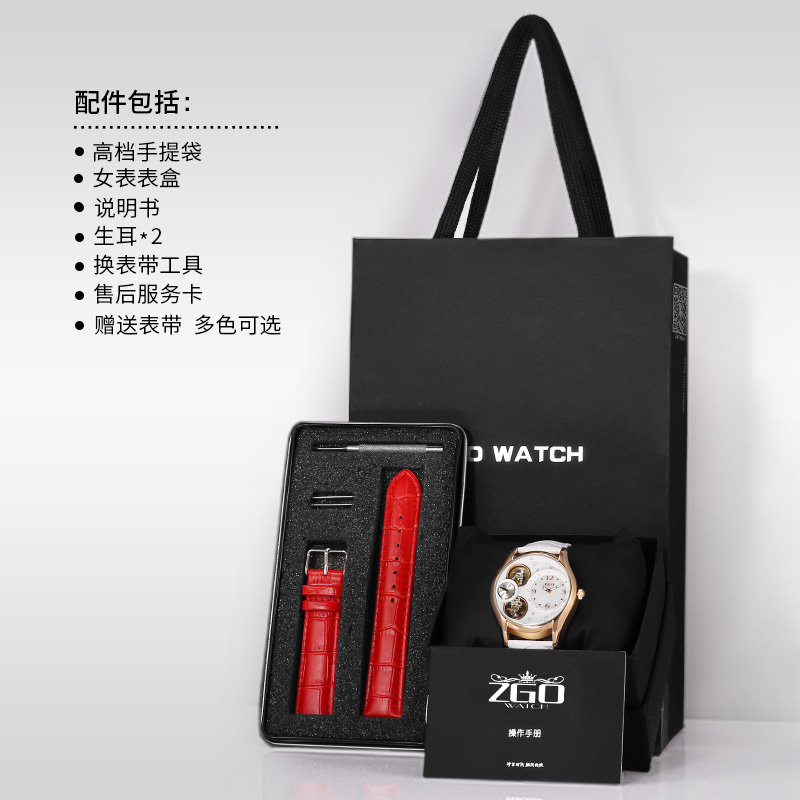 配件包括:
高档手提袋
女表表盒
说明书
生耳*2
换表带工具
售后服务卡
赠送表带 多色可选
O WATCH
ZGO
WATCH
操作手册